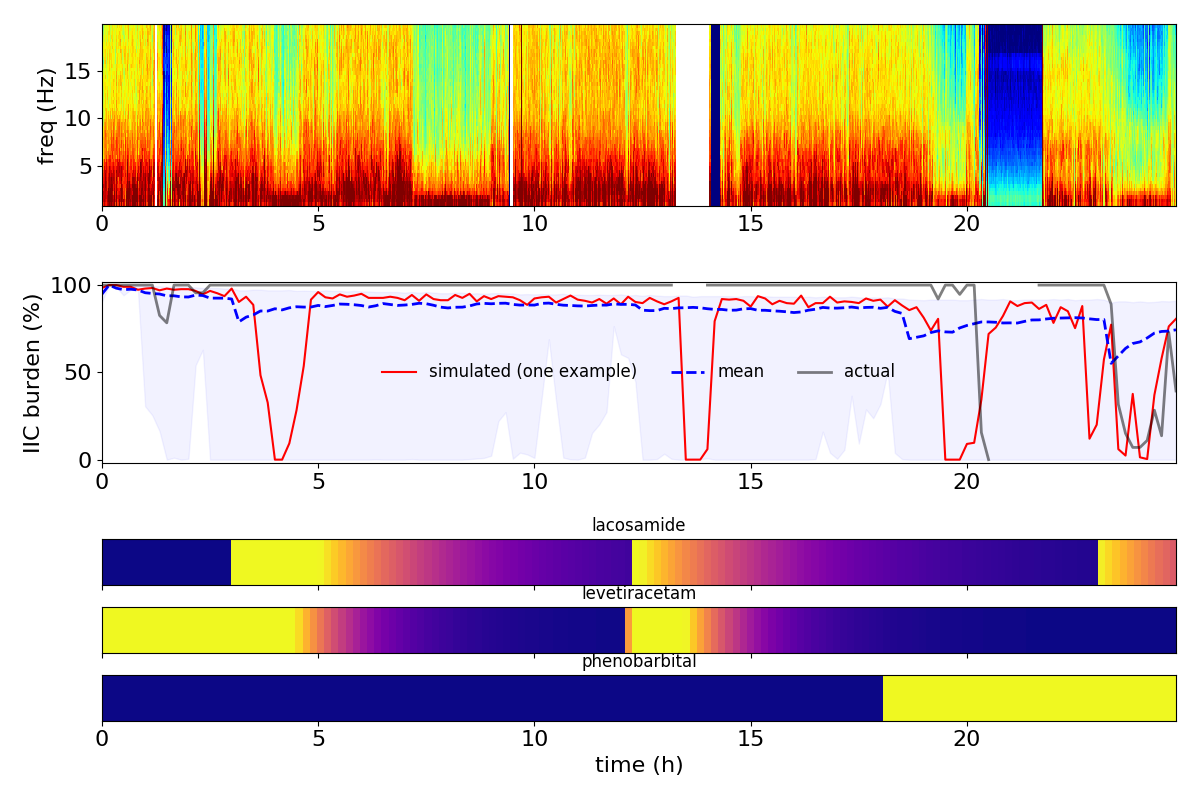 freq (Hz)
15
10
5
0 5 10 15 20
IIC burden (%)
100
50
0
simulated (one example) mean actual
0 5 10 15 20
lacosamide
levetiracetam
phenobarbital
0 5 10 15 20
time (h)